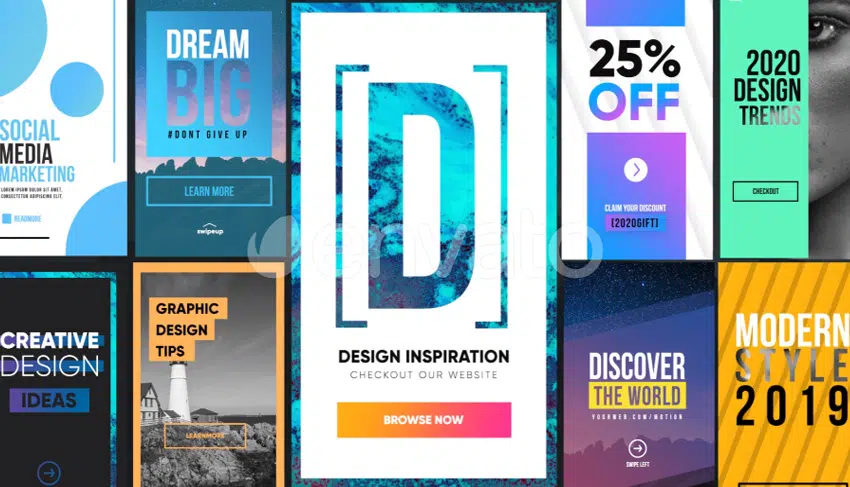 SOCIAL
MEDIA
MARKETING
LOREM IPSUM DOLOR SIT AMET,
CONSECTETUR ADIPISCING ELIT.
READMORE
DREAM
BIG
#DONT GIVE UP
LEARN MORE
swipeup
[D]
DESIGN INSPIRATION
CHECKOUT OUR WEBSITE
BROWSE NOW
25%
OFF
CLAIM YOUR DISCOUNT
[2020GIFT]
2020
DESIGN
TRENDS
CHECKOUT
envato
CREATIVE
DESIGN
IDEAS
GRAPHIC
DESIGN
TIPS
LEARNMORE
DISCOVER
THE WORLD
YOURWEB.COM/MOTION
SWIPE LEFT
MODERN
STYLE
2019